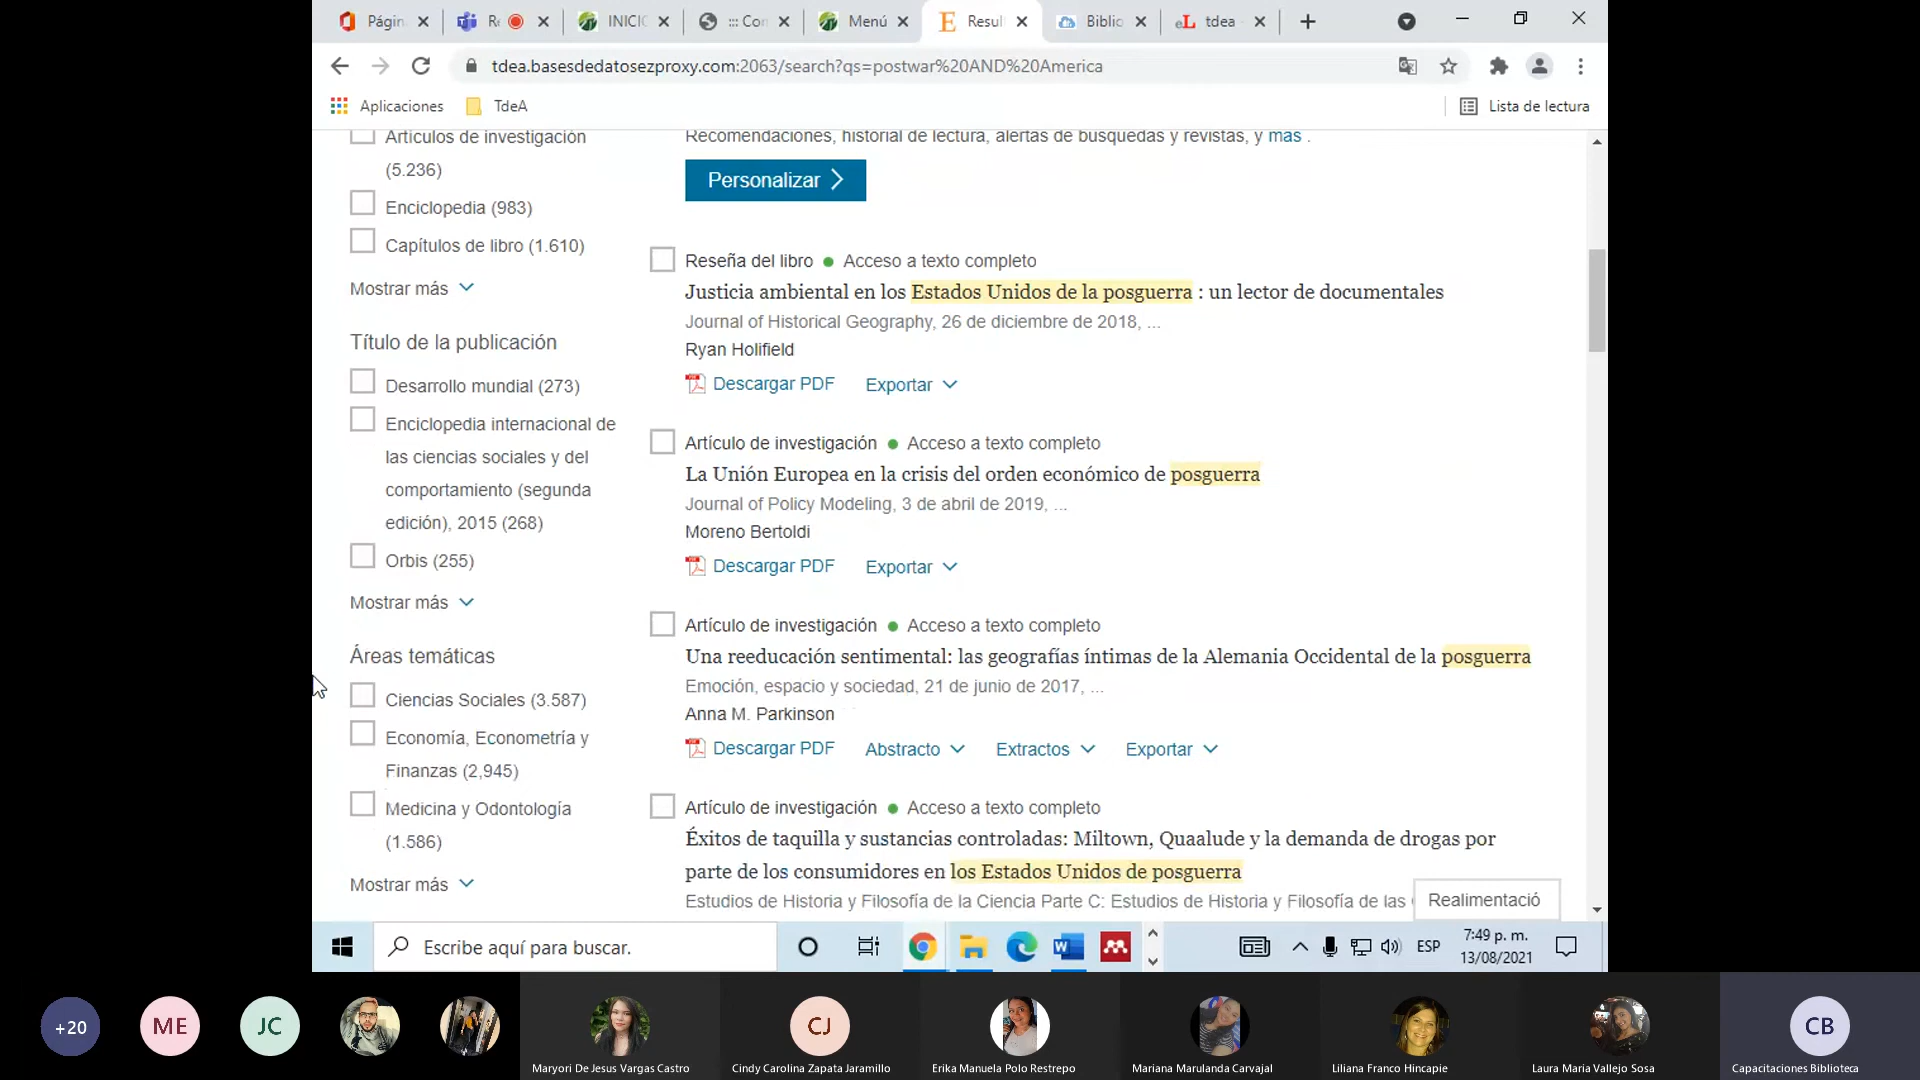 Págin
Re
INICIO
::: Con
Menú
Resul
Biblio
tdea
tdea.basesdedatosezproxy.com:2063/search?qs=postwar%20AND%20America
Aplicaciones
TdeA
Lista de lectura
Artículos de investigación
(5.236)
Enciclopedia (983)
Capítulos de libro (1.610)
Mostrar más
Título de la publicación
Desarrollo mundial (273)
Enciclopedia internacional de
las ciencias sociales y del
comportamiento (segunda
edición), 2015 (268)
Orbis (255)
Mostrar más
Áreas temáticas
Ciencias Sociales (3.587)
Economía, Econometría y
Finanzas (2,945)
Medicina y Odontología
(1.586)
Mostrar más
Recomendaciones, historial de lectura, alertas de búsquedas y revistas, y más .
Personalizar
Reseña del libro ● Acceso a texto completo
Justicia ambiental en los Estados Unidos de la posguerra : un lector de documentales
Journal of Historical Geography, 26 de diciembre de 2018, ...
Ryan Holifield
Descargar PDF Exportar
Artículo de investigación ● Acceso a texto completo
La Unión Europea en la crisis del orden económico de posguerra
Journal of Policy Modeling, 3 de abril de 2019, ...
Moreno Bertoldi
Descargar PDF Exportar
Artículo de investigación ● Acceso a texto completo
Una reeducación sentimental: las geografías íntimas de la Alemania Occidental de la posguerra
Emoción, espacio y sociedad, 21 de junio de 2017, ...
Anna M. Parkinson
Descargar PDF Abstracto Extractos Exportar
Artículo de investigación ● Acceso a texto completo
Éxitos de taquilla y sustancias controladas: Miltown, Quaalude y la demanda de drogas por
parte de los consumidores en los Estados Unidos de posguerra
Estudios de Historia y Filosofía de la Ciencia Parte C: Estudios de Historia y Filosofía de las
Realimentació
Escribe aquí para buscar.
ESP
7:49 p. m.
13/08/2021
+20
ME
JC
CJ
CB
Maryori De Jesus Vargas Castro
Cindy Carolina Zapata Jaramillo
Erika Manuela Polo Restrepo
Mariana Marulanda Carvajal
Liliana Franco Hincapie
Laura Maria Vallejo Sosa
Capacitaciones Biblioteca